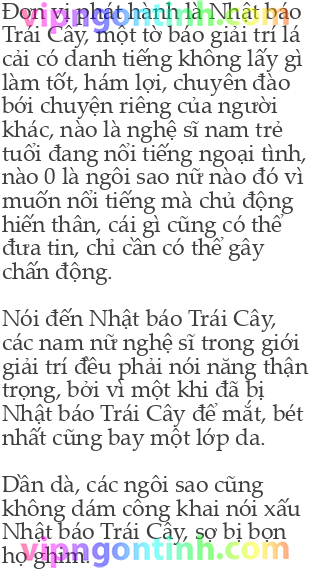 Đơn vị phát hành là Nhật báo
Trái Cây, một tờ báo giải trí lá
cải có danh tiếng không lấy gì
làm tốt, hám lợi, chuyên đào
bới chuyện riêng của người
khác, nào là nghệ sĩ nam trẻ
tuổi đang nổi tiếng ngoại tình,
nào 0 là ngôi sao nữ nào đó vì
muốn nổi tiếng mà chủ động
hiến thân, cái gì cũng có thể
đưa tin, chỉ cần có thể gây
chấn động.
Nói đến Nhật báo Trái Cây,
các nam nữ nghệ sĩ trong giới
giải trí đều phải nói năng thận
trọng, bởi vì một khi đã bị
Nhật báo Trái Cây để mắt, bét
nhất cũng bay một lớp da.
Dần dà, các ngôi sao cũng
không dám công khai nói xấu
Nhật báo Trái Cây, sợ bị bọn
họ ghim.
vipngontinh.com
vipngontinh.com